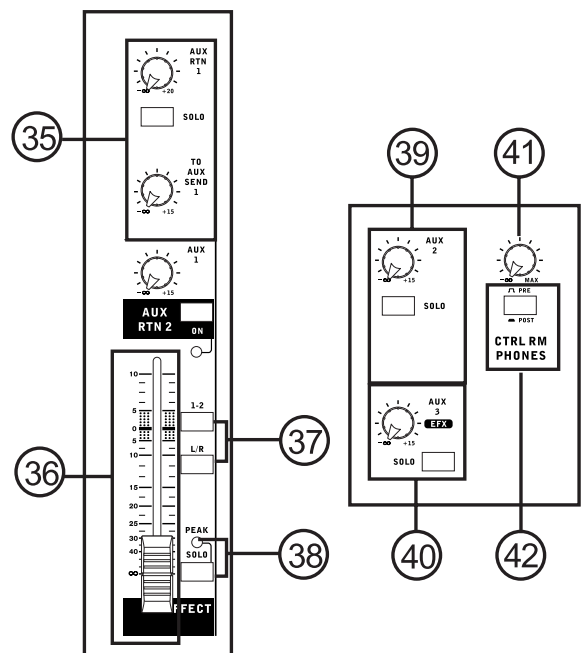 AUX
RTN
1
-∞ +20
SOLO
35
TO
AUX
SEND
1
-∞ +15
AUX
1
-∞ +15
AUX
RTN 2
ON
10
5
0
5
10
15
20
25
30
40
∞
1-2
L/R
PEAK
SOLO
FFECT
36
37
38
39
41
AUX
2
-∞ +15
SOLO
-∞ MAX
PRE
POST
CTRL RM
PHONES
AUX
3
EFX
-∞ +15
SOLO
40
42